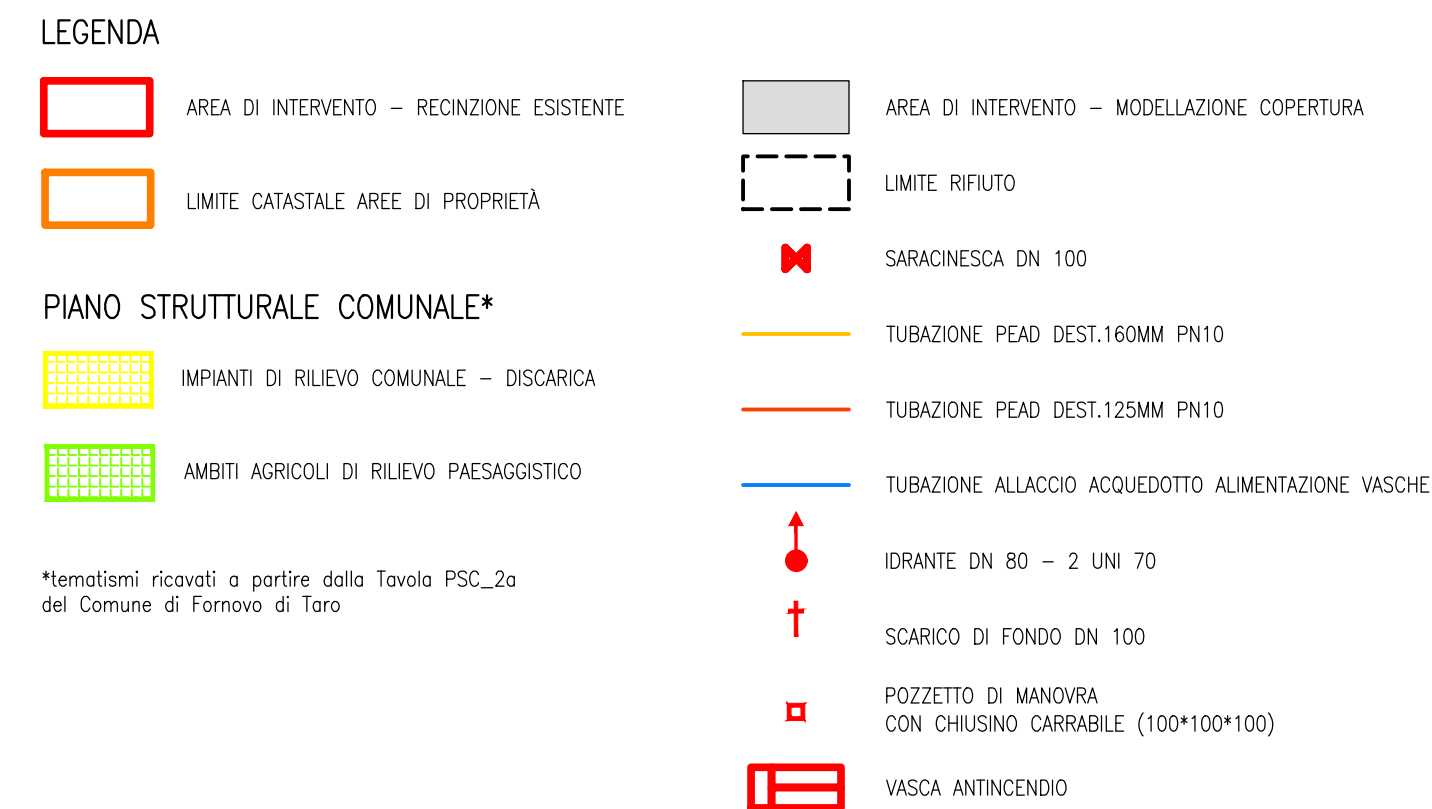 LEGENDA
AREA DI INTERVENTO – RECINZIONE ESISTENTE
LIMITE CATASTALE AREE DI PROPRIETÀ
PIANO STRUTTURALE COMUNALE*
IMPIANTI DI RILIEVO COMUNALE – DISCARICA
AMBITI AGRICOLI DI RILIEVO PAESAGGISTICO
*tematismi ricavati a partire dalla Tavola PSC_2a
del Comune di Fornovo di Taro
AREA DI INTERVENTO – MODELLAZIONE COPERTURA
LIMITE RIFIUTO
SARACINESCA DN 100
TUBAZIONE PEAD DEST.160MM PN10
TUBAZIONE PEAD DEST.125MM PN10
TUBAZIONE ALLACCIO ACQUEDOTTO ALIMENTAZIONE VASCHE
IDRANTE DN 80 – 2 UNI 70
SCARICO DI FONDO DN 100
POZZETTO DI MANOVRA
CON CHIUSINO CARRABILE (100*100*100)
VASCA ANTINCENDIO